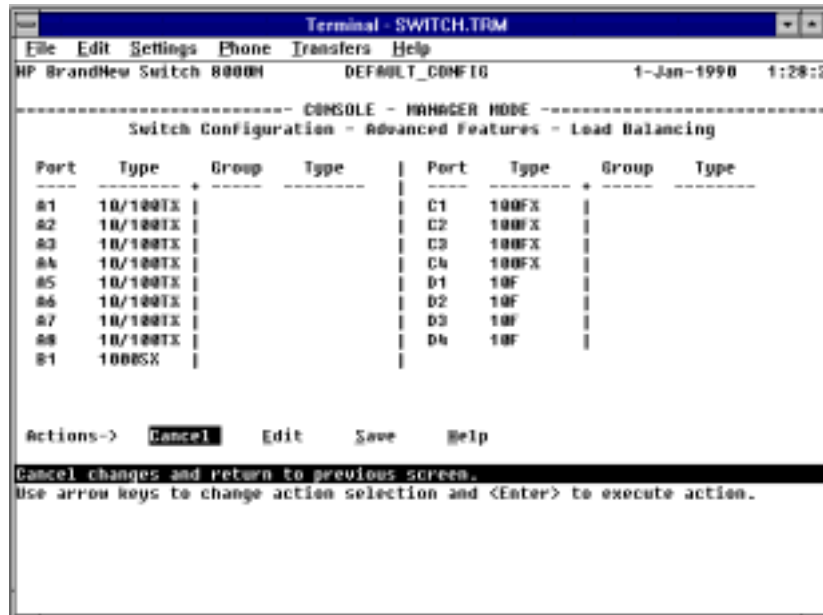 Terminal - SWITCH.TRM
File Edit Settings Phone Transfers Help
HP BrandNew Switch 8000M DEFAULT_CONFIG 1-Jan-1990 1:28:
---------------------------- CONSOLE - MANAGER MODE ----------------------------
Switch Configuration - Advanced Features - Load Balancing
Port Type Group Type | Port Type Group Type
---- -------- + ----- -------- | ---- -------- + ----- --------
A1 10/100TX | | C1 100FX |
A2 10/100TX | | C2 100FX |
A3 10/100TX | | C3 100FX |
A4 10/100TX | | C4 100FX |
A5 10/100TX | | D1 10F |
A6 10/100TX | | D2 10F |
A7 10/100TX | | D3 10F |
A8 10/100TX | | D4 10F |
B1 1000SX | |
Actions-> Cancel Edit Save Help
Cancel changes and return to previous screen.
Use arrow keys to change action selection and <Enter> to execute action.